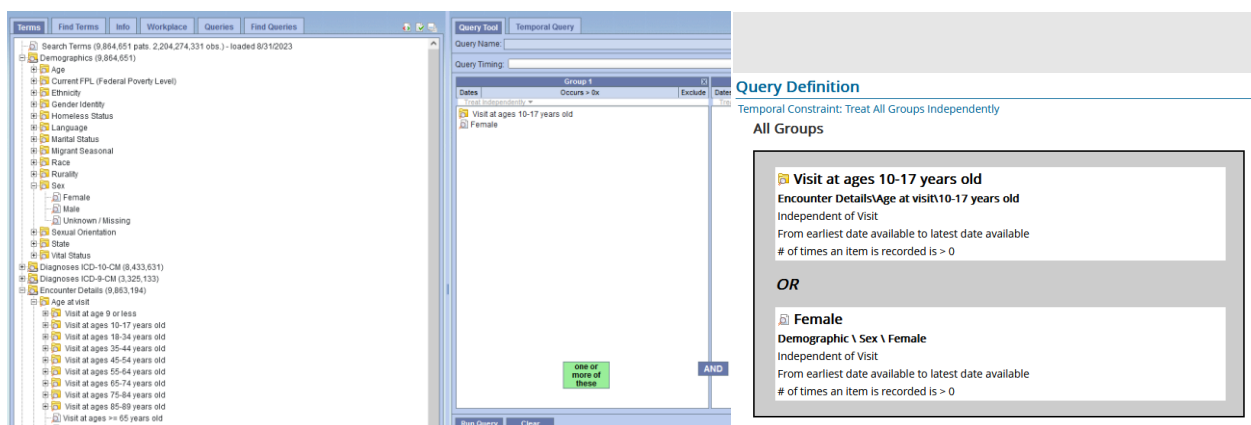 Terms Find Terms Info Workplace Queries Find Queries
Search Terms (9,864,651 pats. 2,204,274,331 obs.) - loaded 8/31/2023
Demographics (9,864,651)
Age
Current FPL (Federal Poverty Level)
Ethnicity
Gender Identity
Homeless Status
Language
Marital Status
Migrant Seasonal
Race
Rurality
Sex
Female
Male
Unknown / Missing
Sexual Orientation
State
Vital Status
Diagnoses ICD-10-CM (8,433,631)
Diagnoses ICD-9-CM (3,325,133)
Encounter Details (9,863,194)
Age at visit
Visit at age 9 or less
Visit at ages 10-17 years old
Visit at ages 18-34 years old
Visit at ages 35-44 years old
Visit at ages 45-54 years old
Visit at ages 55-64 years old
Visit at ages 65-74 years old
Visit at ages 75-84 years old
Visit at ages 85-89 years old
Visit at ages >= 65 years old
Query Tool Temporal Query
Query Name:
Query Timing:
Group 1
Dates Occurs > 0x Exclude Dates
Treat Independently
Visit at ages 10-17 years old
Female
one or
more of
these
AND
Run Query Clear
Query Definition
Temporal Constraint: Treat All Groups Independently
All Groups
Visit at ages 10-17 years old
Encounter Details\Age at visit\10-17 years old
Independent of Visit
From earliest date available to latest date available
# of times an item is recorded is > 0
OR
Female
Demographic \ Sex \ Female
Independent of Visit
From earliest date available to latest date available
# of times an item is recorded is > 0